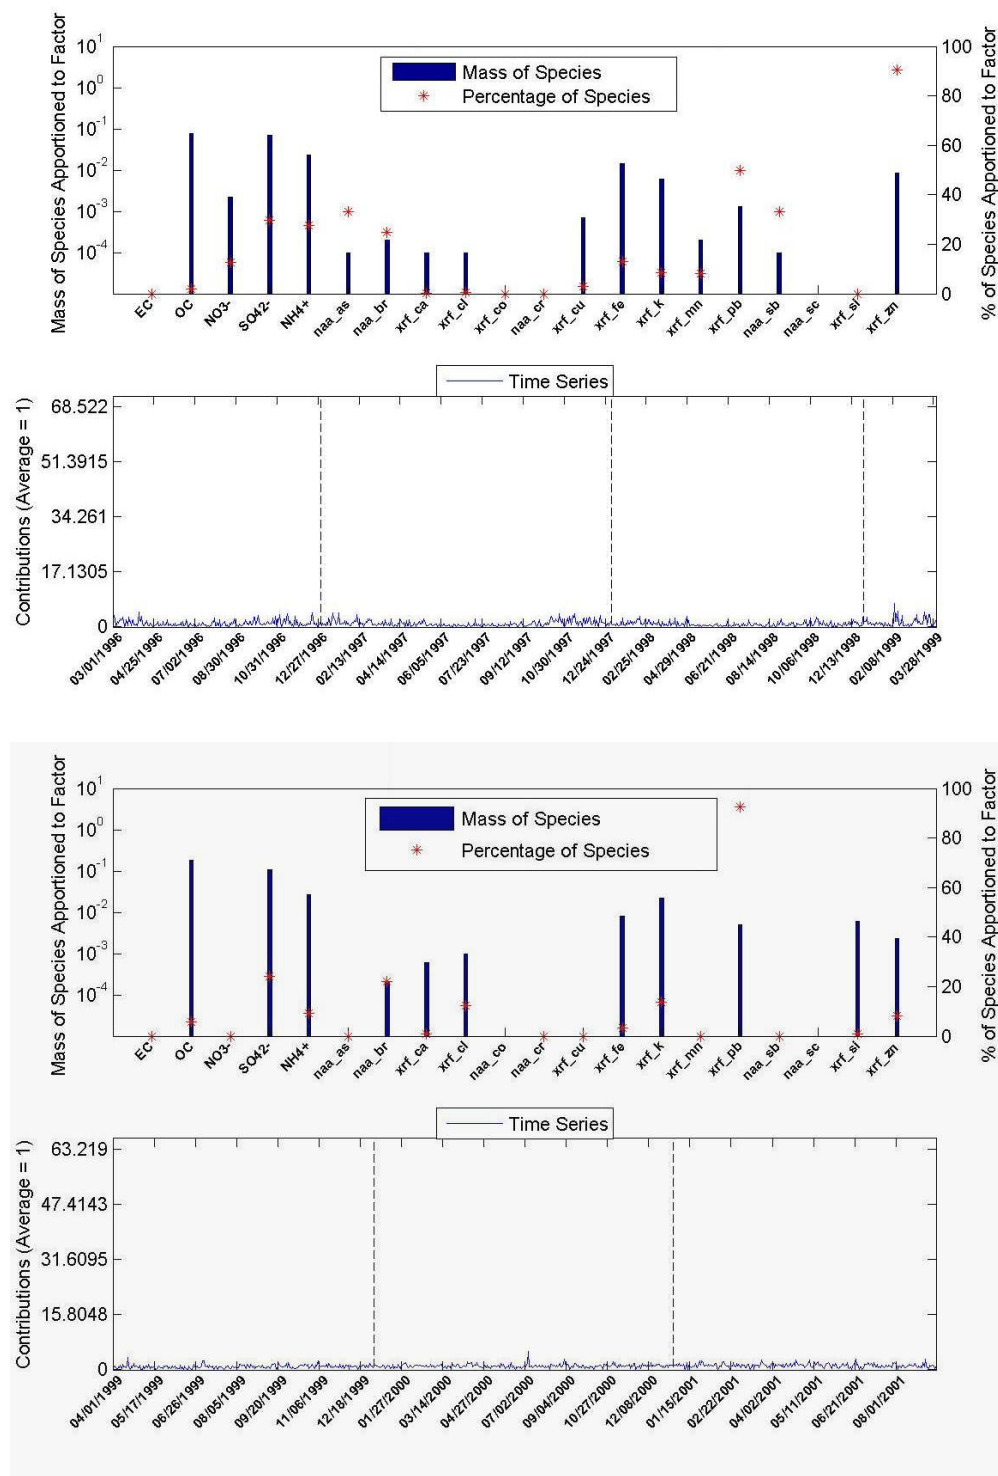 Mass of Species Apportioned to Factor
10^1
10^0
10^-1
10^-2
10^-3
10^-4
Mass of Species
Percentage of Species
100
80
60
40
20
0
% of Species Apportioned to Factor
EC OC NO3- SO42- NH4+ naa_as naa_br xrf_ca xrf_cl xrf_co naa_cr xrf_cu xrf_fe xrf_k xrf_mn xrf_pb naa_sb naa_sc xrf_si xrf_zn
Time Series
Contributions (Average = 1)
68.522
51.3915
34.261
17.1305
0
03/01/1996 04/25/1996 07/02/1996 08/30/1996 10/31/1996 12/27/1996 02/13/1997 04/14/1997 06/05/1997 07/23/1997 09/12/1997 10/30/1997 12/24/1997 02/25/1998 04/29/1998 06/21/1998 08/14/1998 10/06/1998 12/13/1998 02/08/1999 03/28/1999
Mass of Species Apportioned to Factor
10^1
10^0
10^-1
10^-2
10^-3
10^-4
Mass of Species
Percentage of Species
100
80
60
40
20
0
% of Species Apportioned to Factor
EC OC NO3- SO42- NH4+ naa_as naa_br xrf_ca xrf_cl naa_co naa_cr xrf_cu xrf_fe xrf_k xrf_mn xrf_pb naa_sb naa_sc xrf_si xrf_zn
Time Series
Contributions (Average = 1)
63.219
47.4143
31.6095
15.8048
0
04/01/1999 05/17/1999 06/26/1999 08/05/1999 09/20/1999 11/06/1999 12/18/1999 01/27/2000 03/14/2000 04/27/2000 07/02/2000 09/04/2000 10/27/2000 12/08/2000 01/15/2001 02/22/2001 04/02/2001 05/11/2001 06/21/2001 08/01/2001